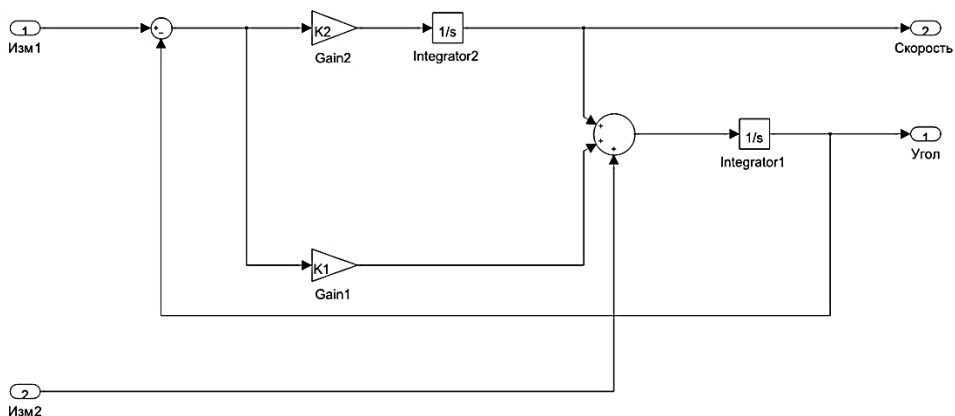 1
Изм1
+
-
K2
Gain2
1/s
Integrator2
2
Скорость
+
+
+
1/s
Integrator1
1
Угол
K1
Gain1
2
Изм2